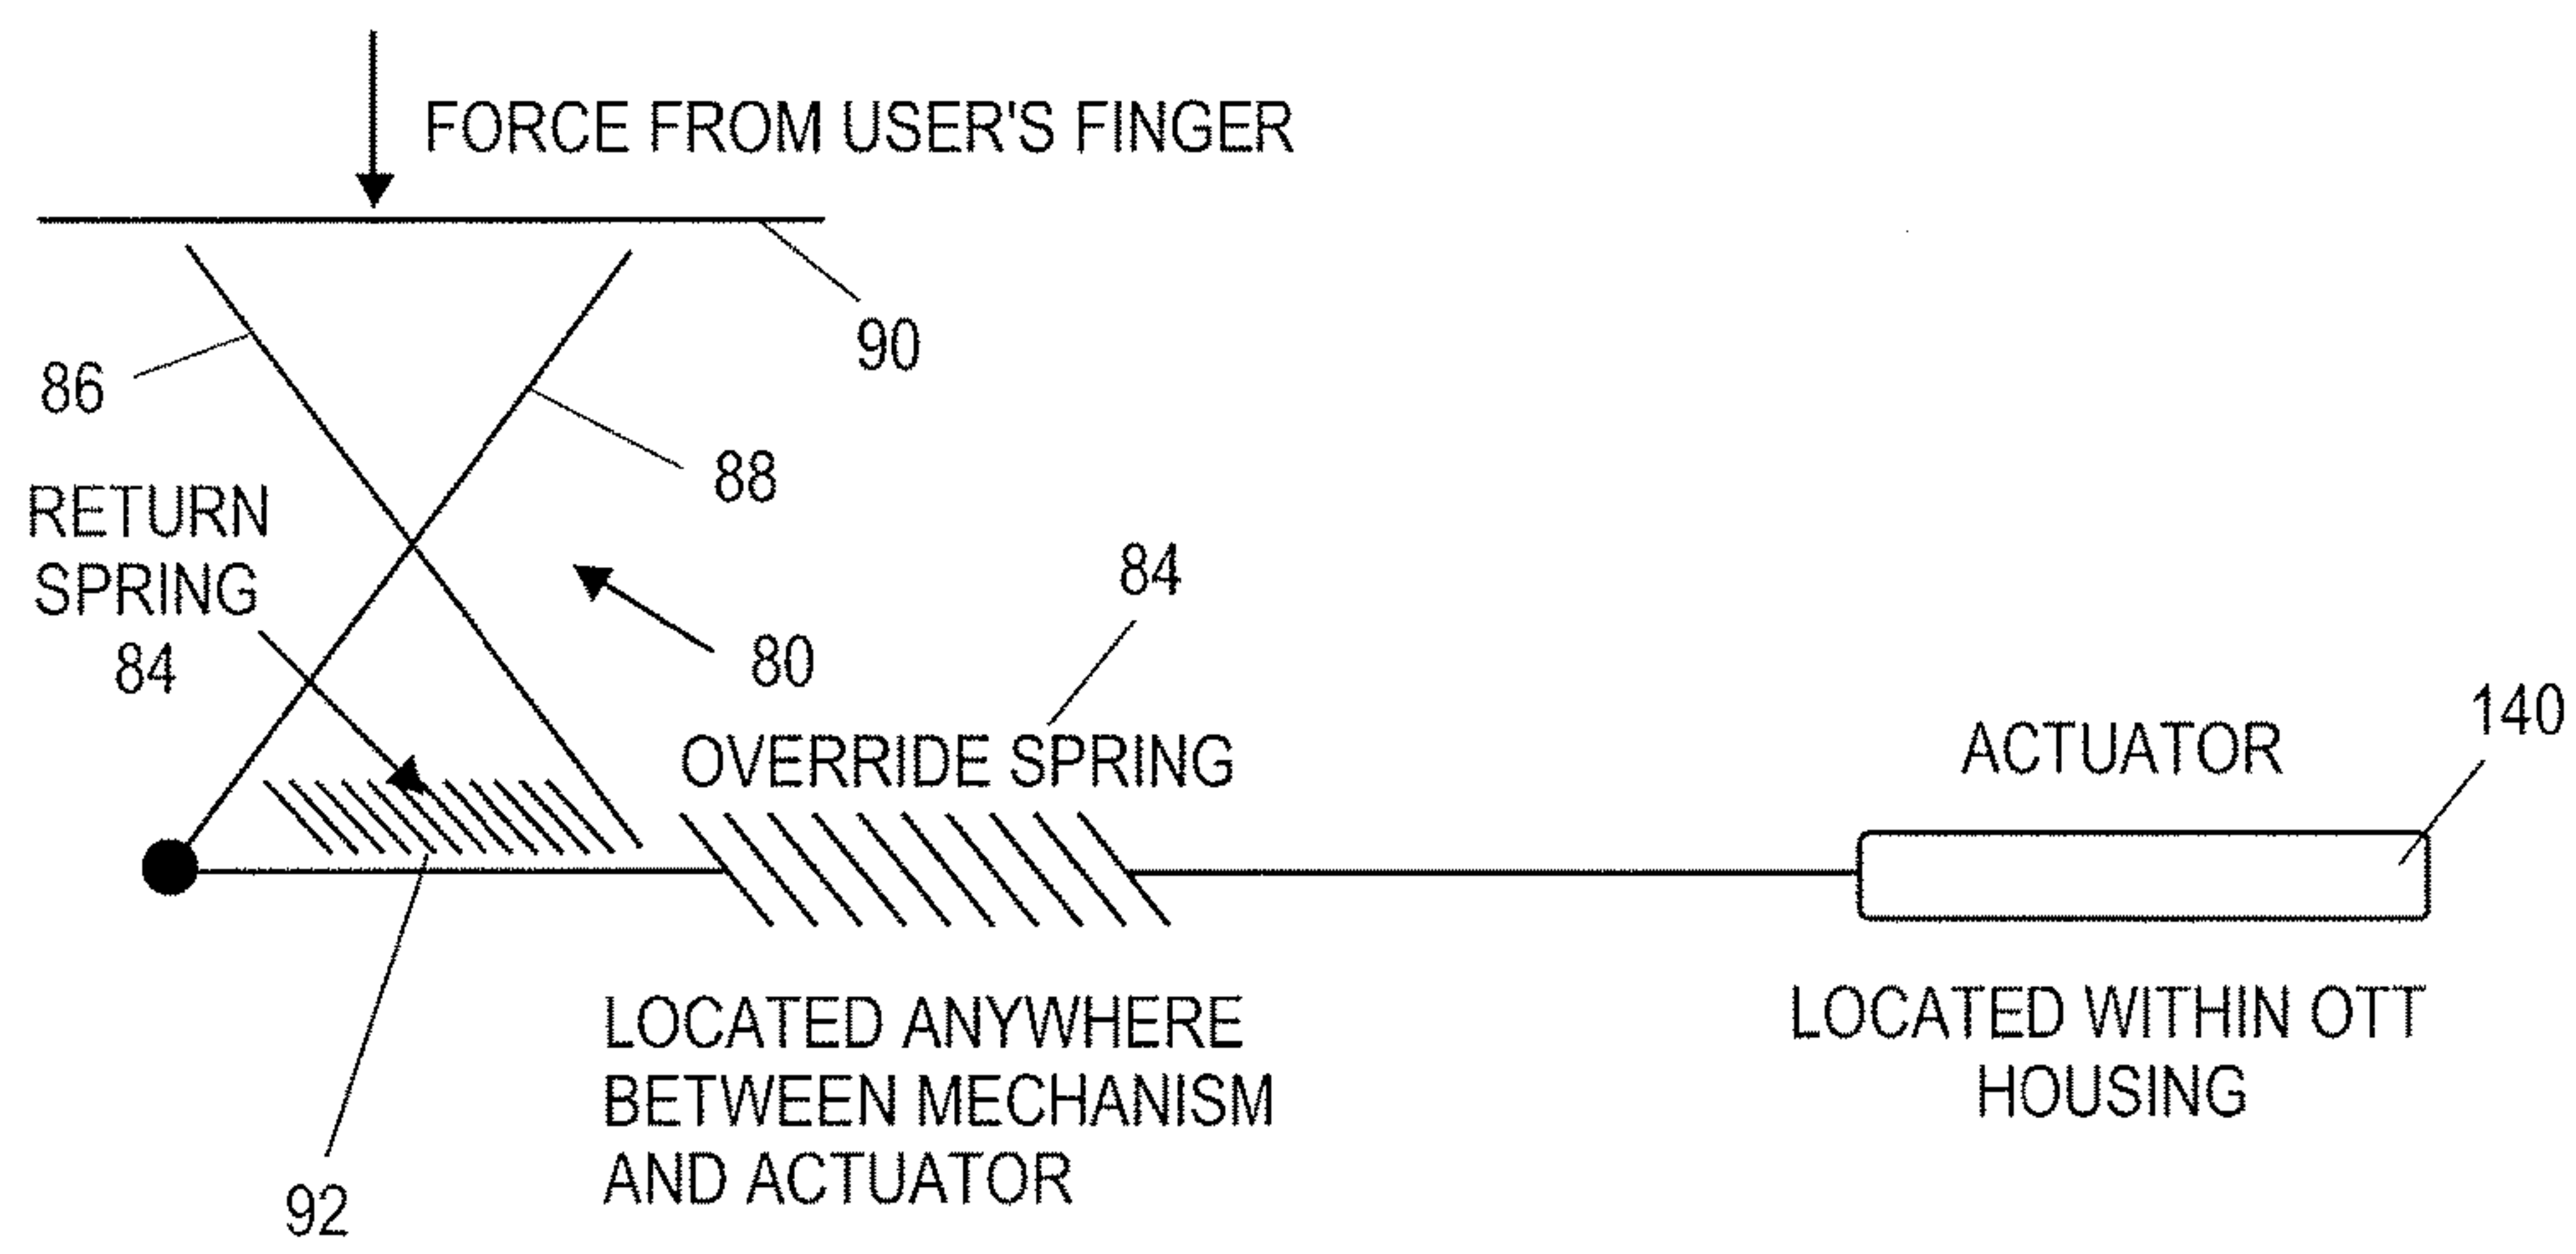 FORCE FROM USER'S FINGER
90
86
88
RETURN
SPRING
84
80
84
OVERRIDE SPRING
ACTUATOR
140
LOCATED ANYWHERE
BETWEEN MECHANISM
AND ACTUATOR
LOCATED WITHIN OTT
HOUSING
92